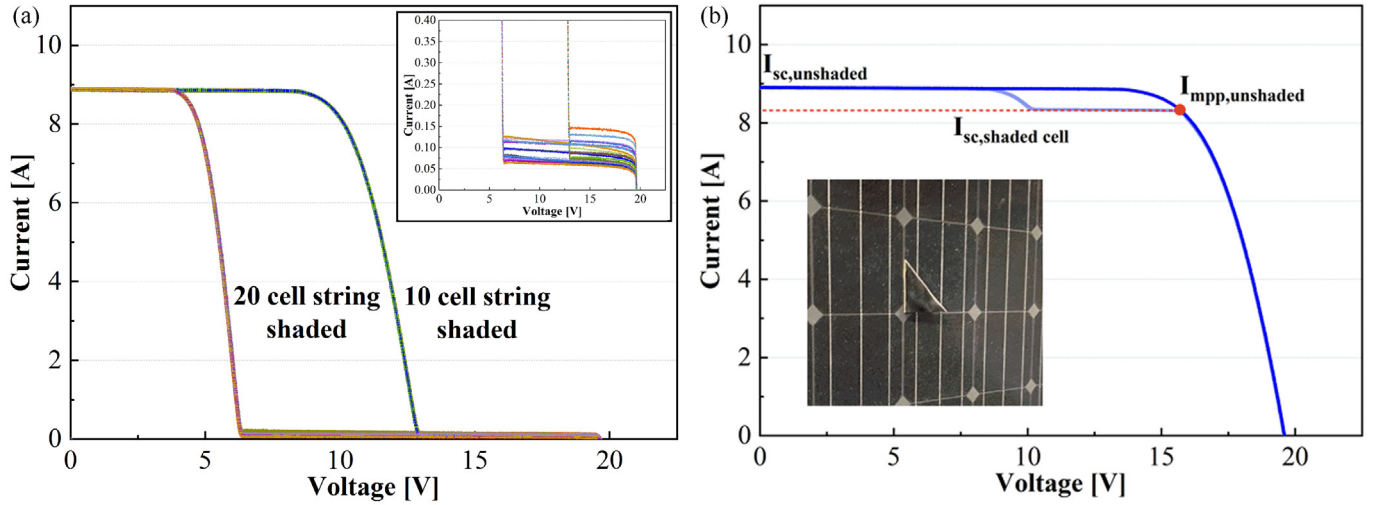 (a)
10
8
6
4
2
0
Current [A]
0
5
10
15
20
Voltage [V]
20 cell string
shaded
10 cell string
shaded
0.40
0.35
0.30
0.25
0.20
0.15
0.10
0.05
0.00
Current [A]
0
5
10
15
20
Voltage [V]
(b)
10
8
6
4
2
0
Current [A]
0
5
10
15
20
Voltage [V]
Isc,unshaded
Impp,unshaded
Isc,shaded cell